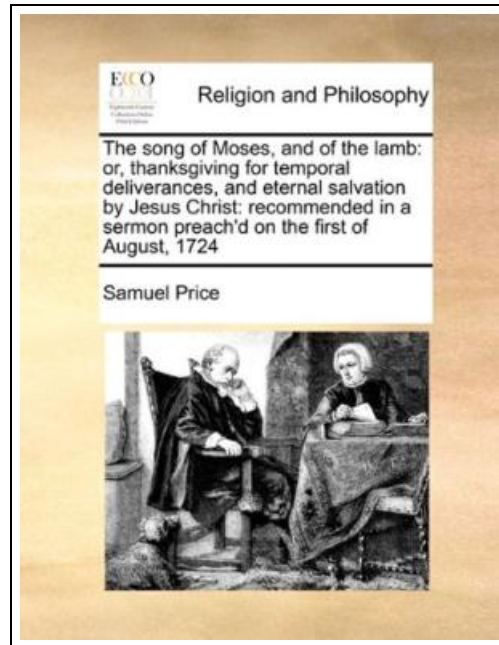 ECCO
Religion and Philosophy
The song of Moses, and of the lamb:
or, thanksgiving for temporal
deliverances, and eternal salvation
by Jesus Christ: recommended in a
sermon preach'd on the first of
August, 1724
Samuel Price